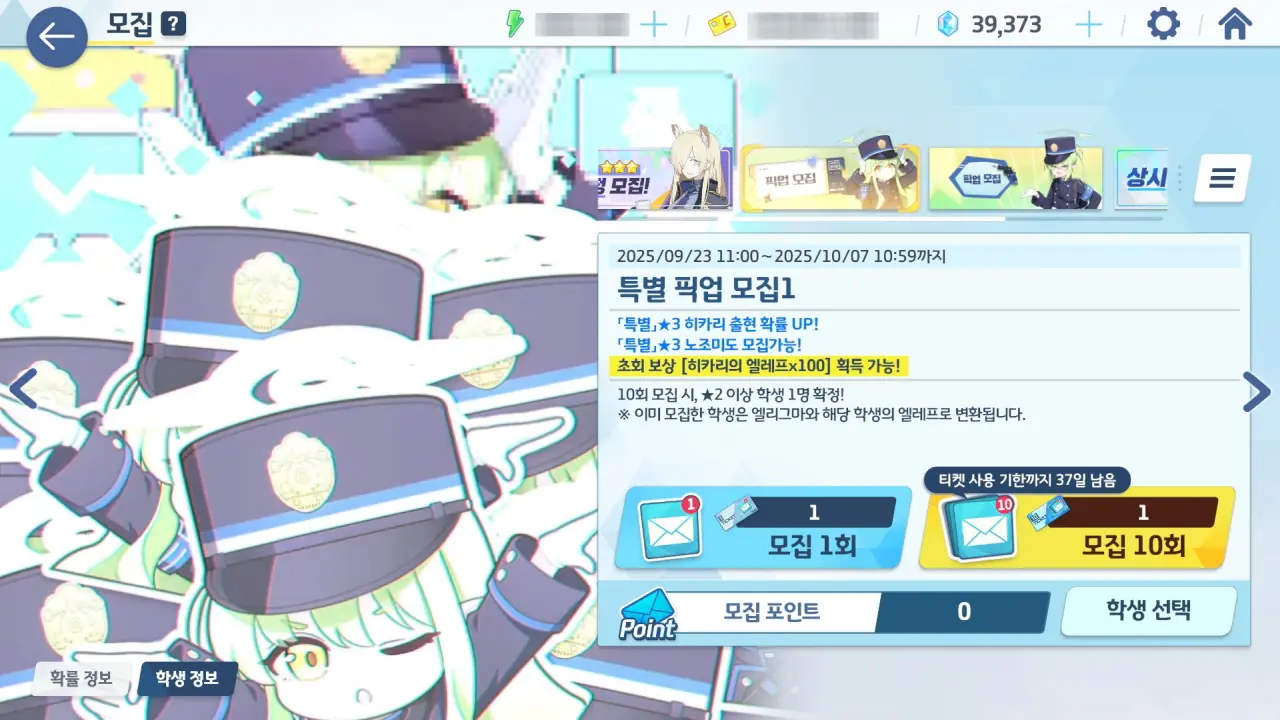 모집 ?
39,373
모집!
픽업 모집
픽업 모집
상시
2025/09/23 11:00~2025/10/07 10:59까지
특별 픽업 모집1
「특별」★3 히카리 출현 확률 UP!
「특별」★3 노조미도 모집가능!
초회 보상 [히카리의 엘레프x100] 획득 가능!
10회 모집 시, ★2 이상 학생 1명 확정!
※ 이미 모집한 학생은 엘리그마와 해당 학생의 엘레프로 변환됩니다.
티켓 사용 기한까지 37일 남음
1
1
모집 1회
10
1
모집 10회
Point
모집 포인트
0
학생 선택
확률 정보
학생 정보